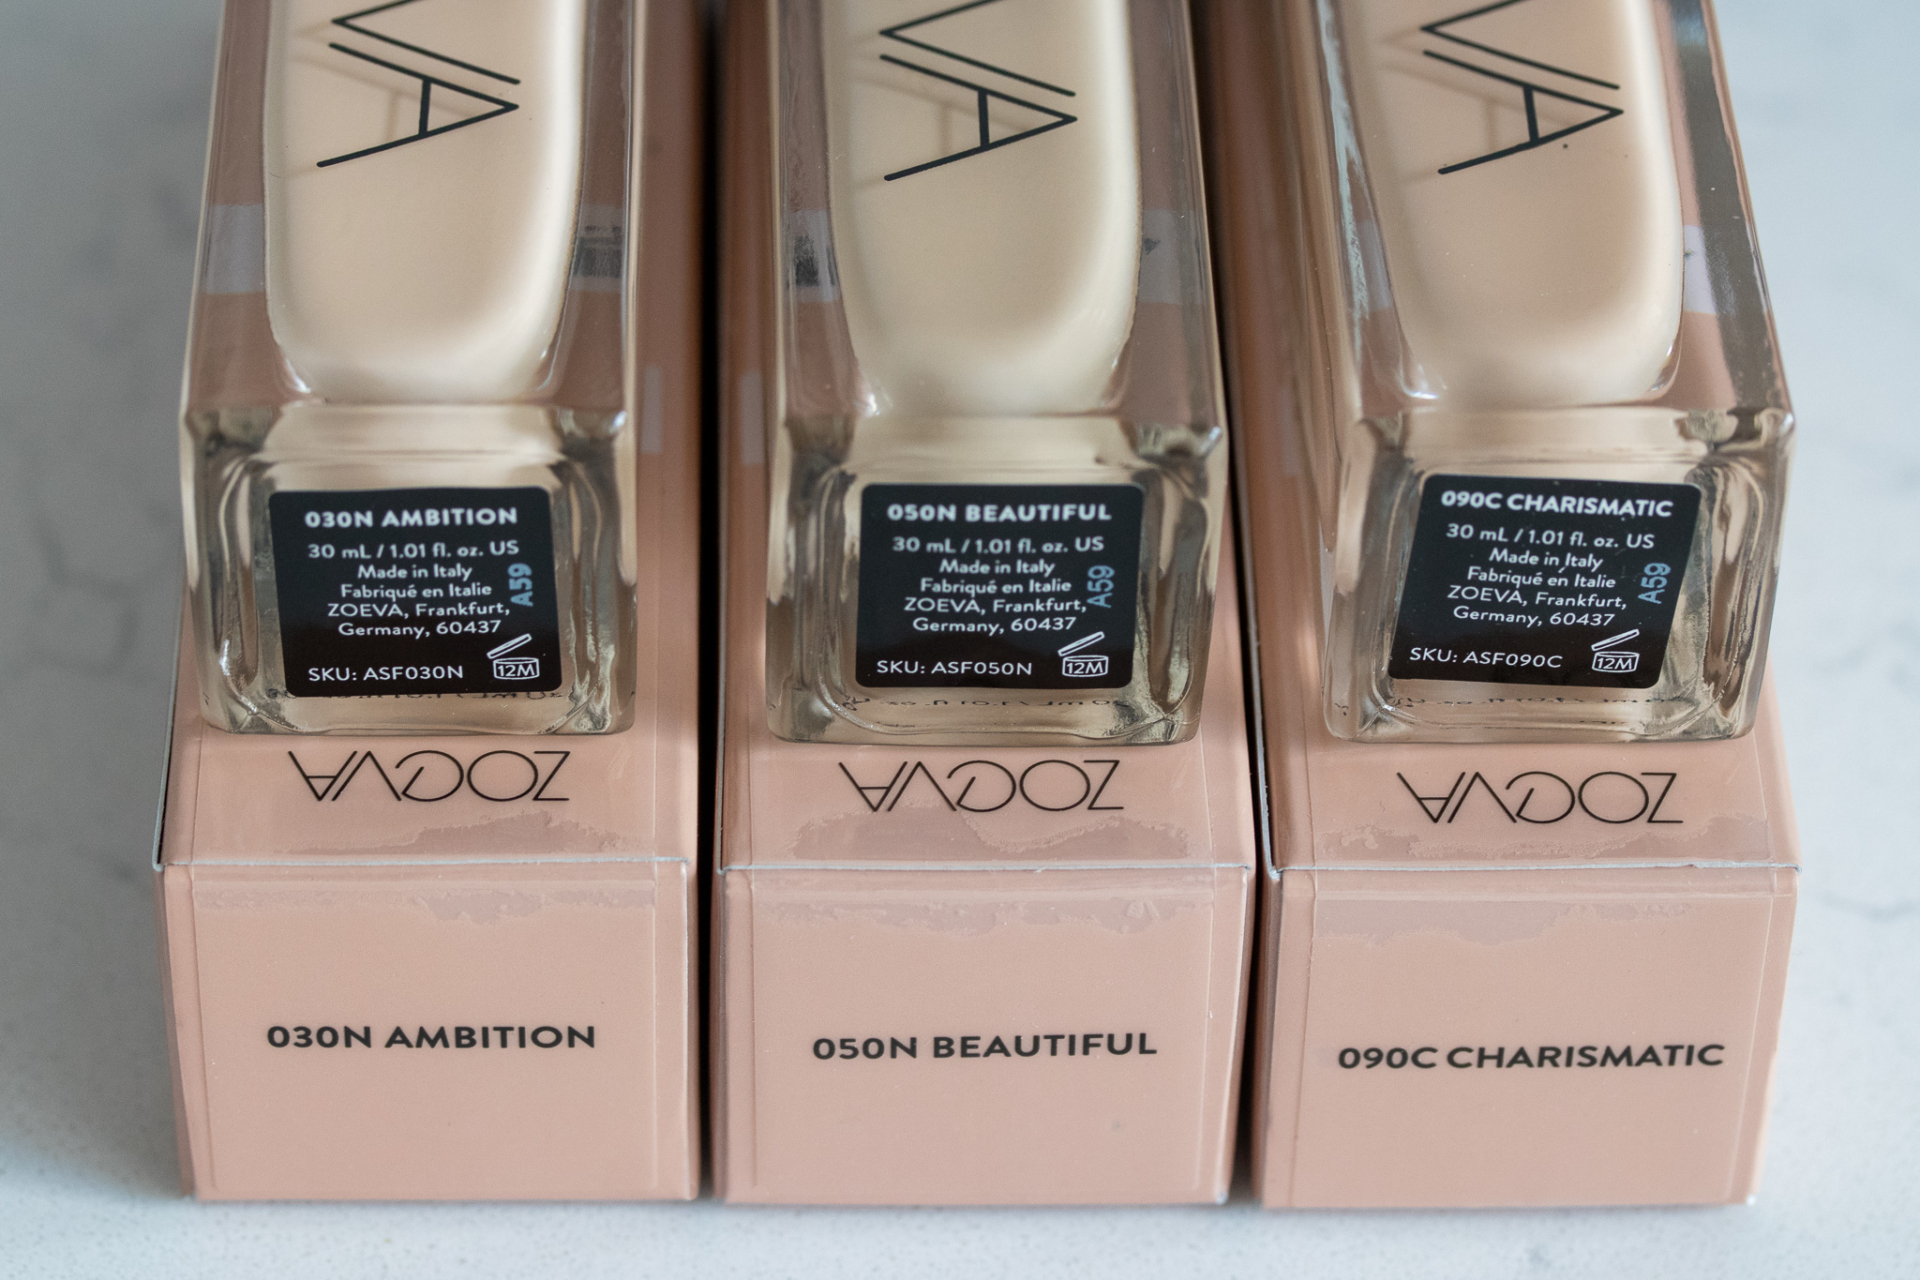 VA
VA
VA
030N AMBITION
30 mL / 1.01 fl. oz. US
Made in Italy
Fabriqué en Italie
ZOEVA, Frankfurt,
Germany, 60437
SKU: ASF030N
12M
A59
050N BEAUTIFUL
30 mL / 1.01 fl. oz. US
Made in Italy
Fabriqué en Italie
ZOEVA, Frankfurt,
Germany, 60437
SKU: ASF050N
12M
A59
090C CHARISMATIC
30 mL / 1.01 fl. oz. US
Made in Italy
Fabriqué en Italie
ZOEVA, Frankfurt,
Germany, 60437
SKU: ASF090C
12M
A59
ZOEVA
ZOEVA
ZOEVA
030N AMBITION
050N BEAUTIFUL
090C CHARISMATIC